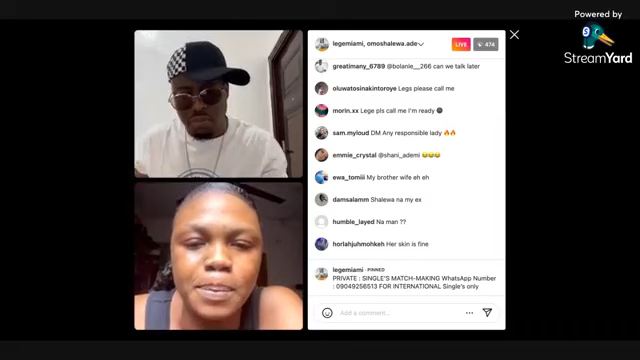 Powered by
StreamYard
legemiami, omoshalewa.ade
LIVE
474
greatimany_6789 @bolanle__266 can we talk later
oluwatosinakintoroye Legs please call me
morin.xx Lege pls call me I'm ready
sam.myloud DM Any responsible lady 🔥🔥
emmie_crystal @shani_ademi 😂😂😂
ewa_tomiii My brother wife eh eh
damsalamm Shalewa na my ex
humble_layed Na man ??
horlahjuhmohkeh Her skin is fine
legemiami · PINNED
PRIVATE : SINGLE'S MATCH-MAKING WhatsApp Number
: 09049256513 FOR INTERNATIONAL Single's only
Add a comment...